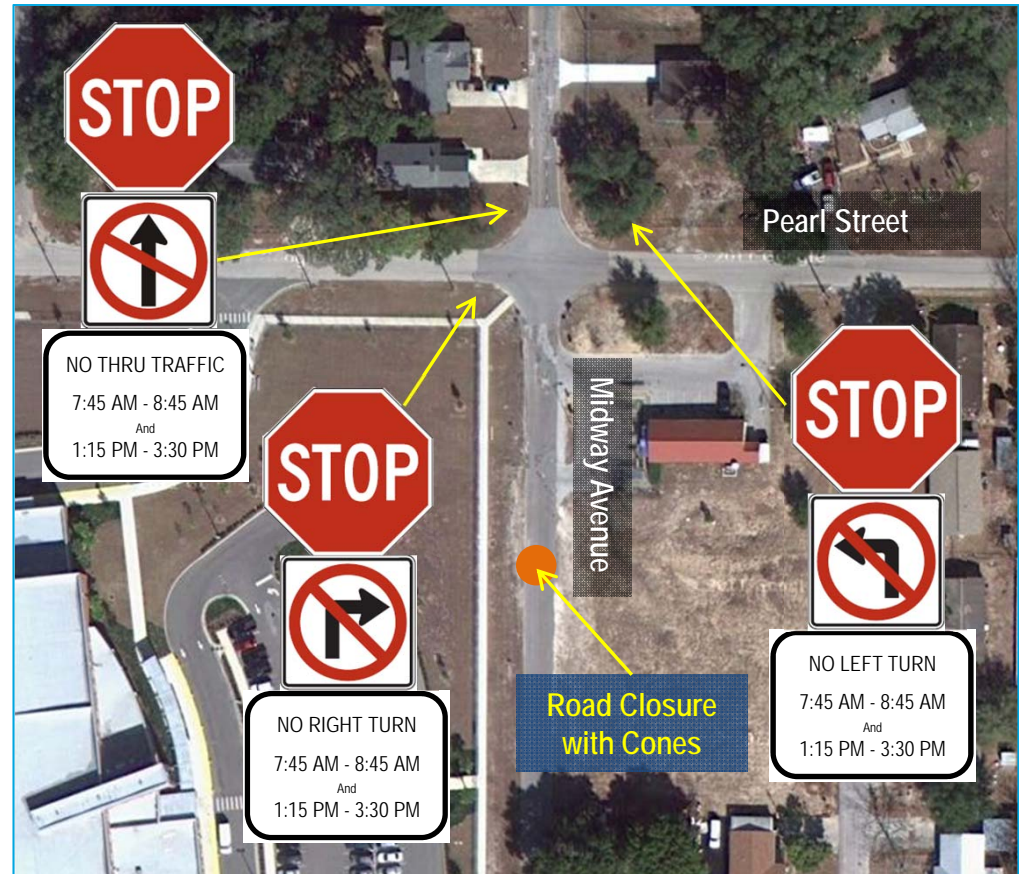 STOP
NO THRU TRAFFIC
7:45 AM - 8:45 AM
And
1:15 PM - 3:30 PM
Pearl Street
Midway Avenue
STOP
NO RIGHT TURN
7:45 AM - 8:45 AM
And
1:15 PM - 3:30 PM
Road Closure
with Cones
STOP
NO LEFT TURN
7:45 AM - 8:45 AM
And
1:15 PM - 3:30 PM